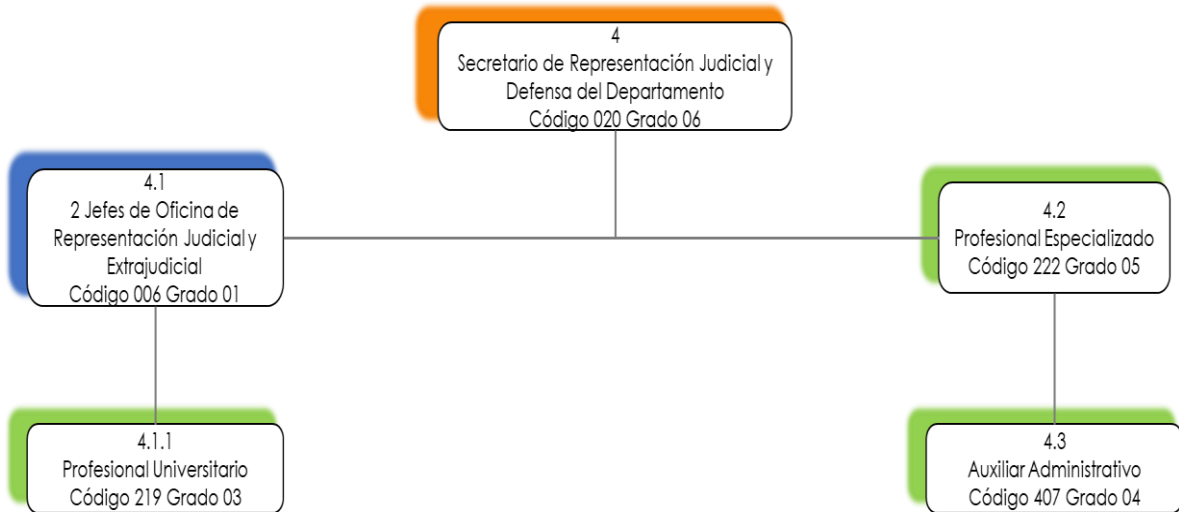 4
Secretario de Representación Judicial y
Defensa del Departamento
Código 020 Grado 06
4.1
2 Jefes de Oficina de
Representación Judicial y
Extrajudicial
Código 006 Grado 01
4.2
Profesional Especializado
Código 222 Grado 05
4.1.1
Profesional Universitario
Código 219 Grado 03
4.3
Auxiliar Administrativo
Código 407 Grado 04